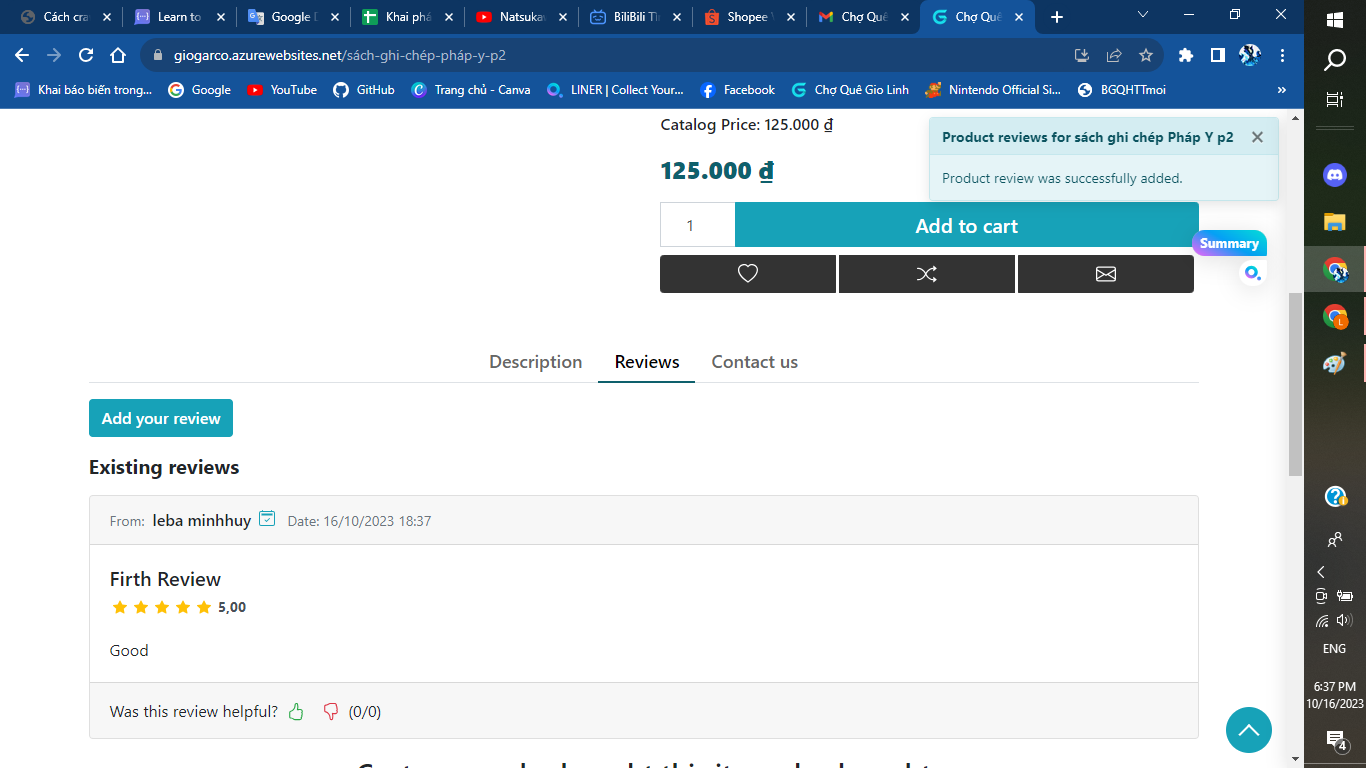 Cách cra
Learn to
Google D
Khai phá
Natsuka
BiliBili Th
Shopee V
Chợ Quê
Chợ Quê
giogarco.azurewebsites.net/sách-ghi-chép-pháp-y-p2
Khai báo biến trong...
Google
YouTube
GitHub
Trang chủ - Canva
LINER | Collect Your...
Facebook
Chợ Quê Gio Linh
Nintendo Official Si...
BGQHTTmoi
»
Catalog Price: 125.000 ₫
125.000 ₫
Product reviews for sách ghi chép Pháp Y p2
Product review was successfully added.
1
Add to cart
Summary
Description
Reviews
Contact us
Add your review
Existing reviews
From: leba minhhuy Date: 16/10/2023 18:37
Firth Review
5,00
Good
Was this review helpful? (0/0)
L
ENG
6:37 PM
10/16/2023
4